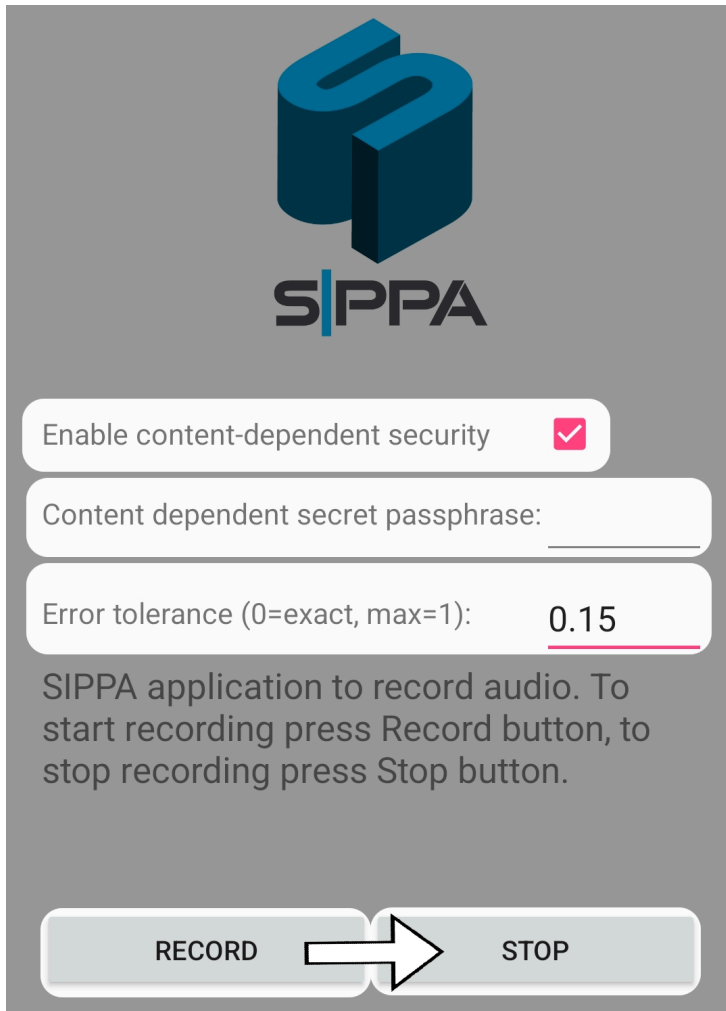 SIPPA
Enable content-dependent security
Content dependent secret passphrase:
Error tolerance (0=exact, max=1): 0.15
SIPPA application to record audio. To
start recording press Record button, to
stop recording press Stop button.
RECORD STOP